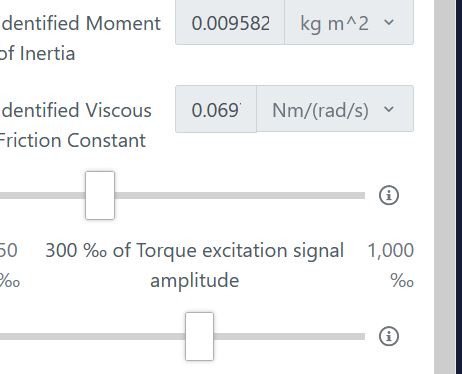 dentified Moment
of Inertia
0.009582
kg m^2
dentified Viscous
Friction Constant
0.069
Nm/(rad/s)
50
‰
300 ‰ of Torque excitation signal
amplitude
1,000
‰